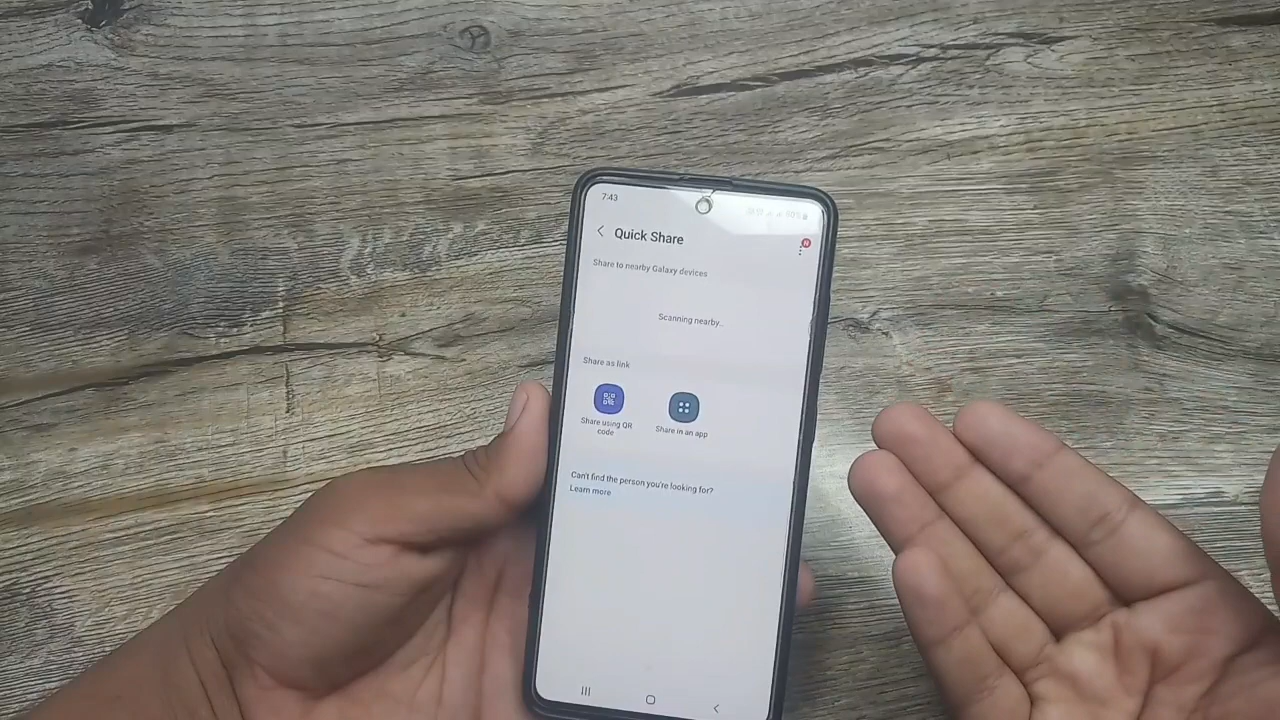 7:43
Quick Share
N
Share to nearby Galaxy devices
Scanning nearby...
Share as link
Share using QR
code
Share in an app
Can't find the person you're looking for?
Learn more